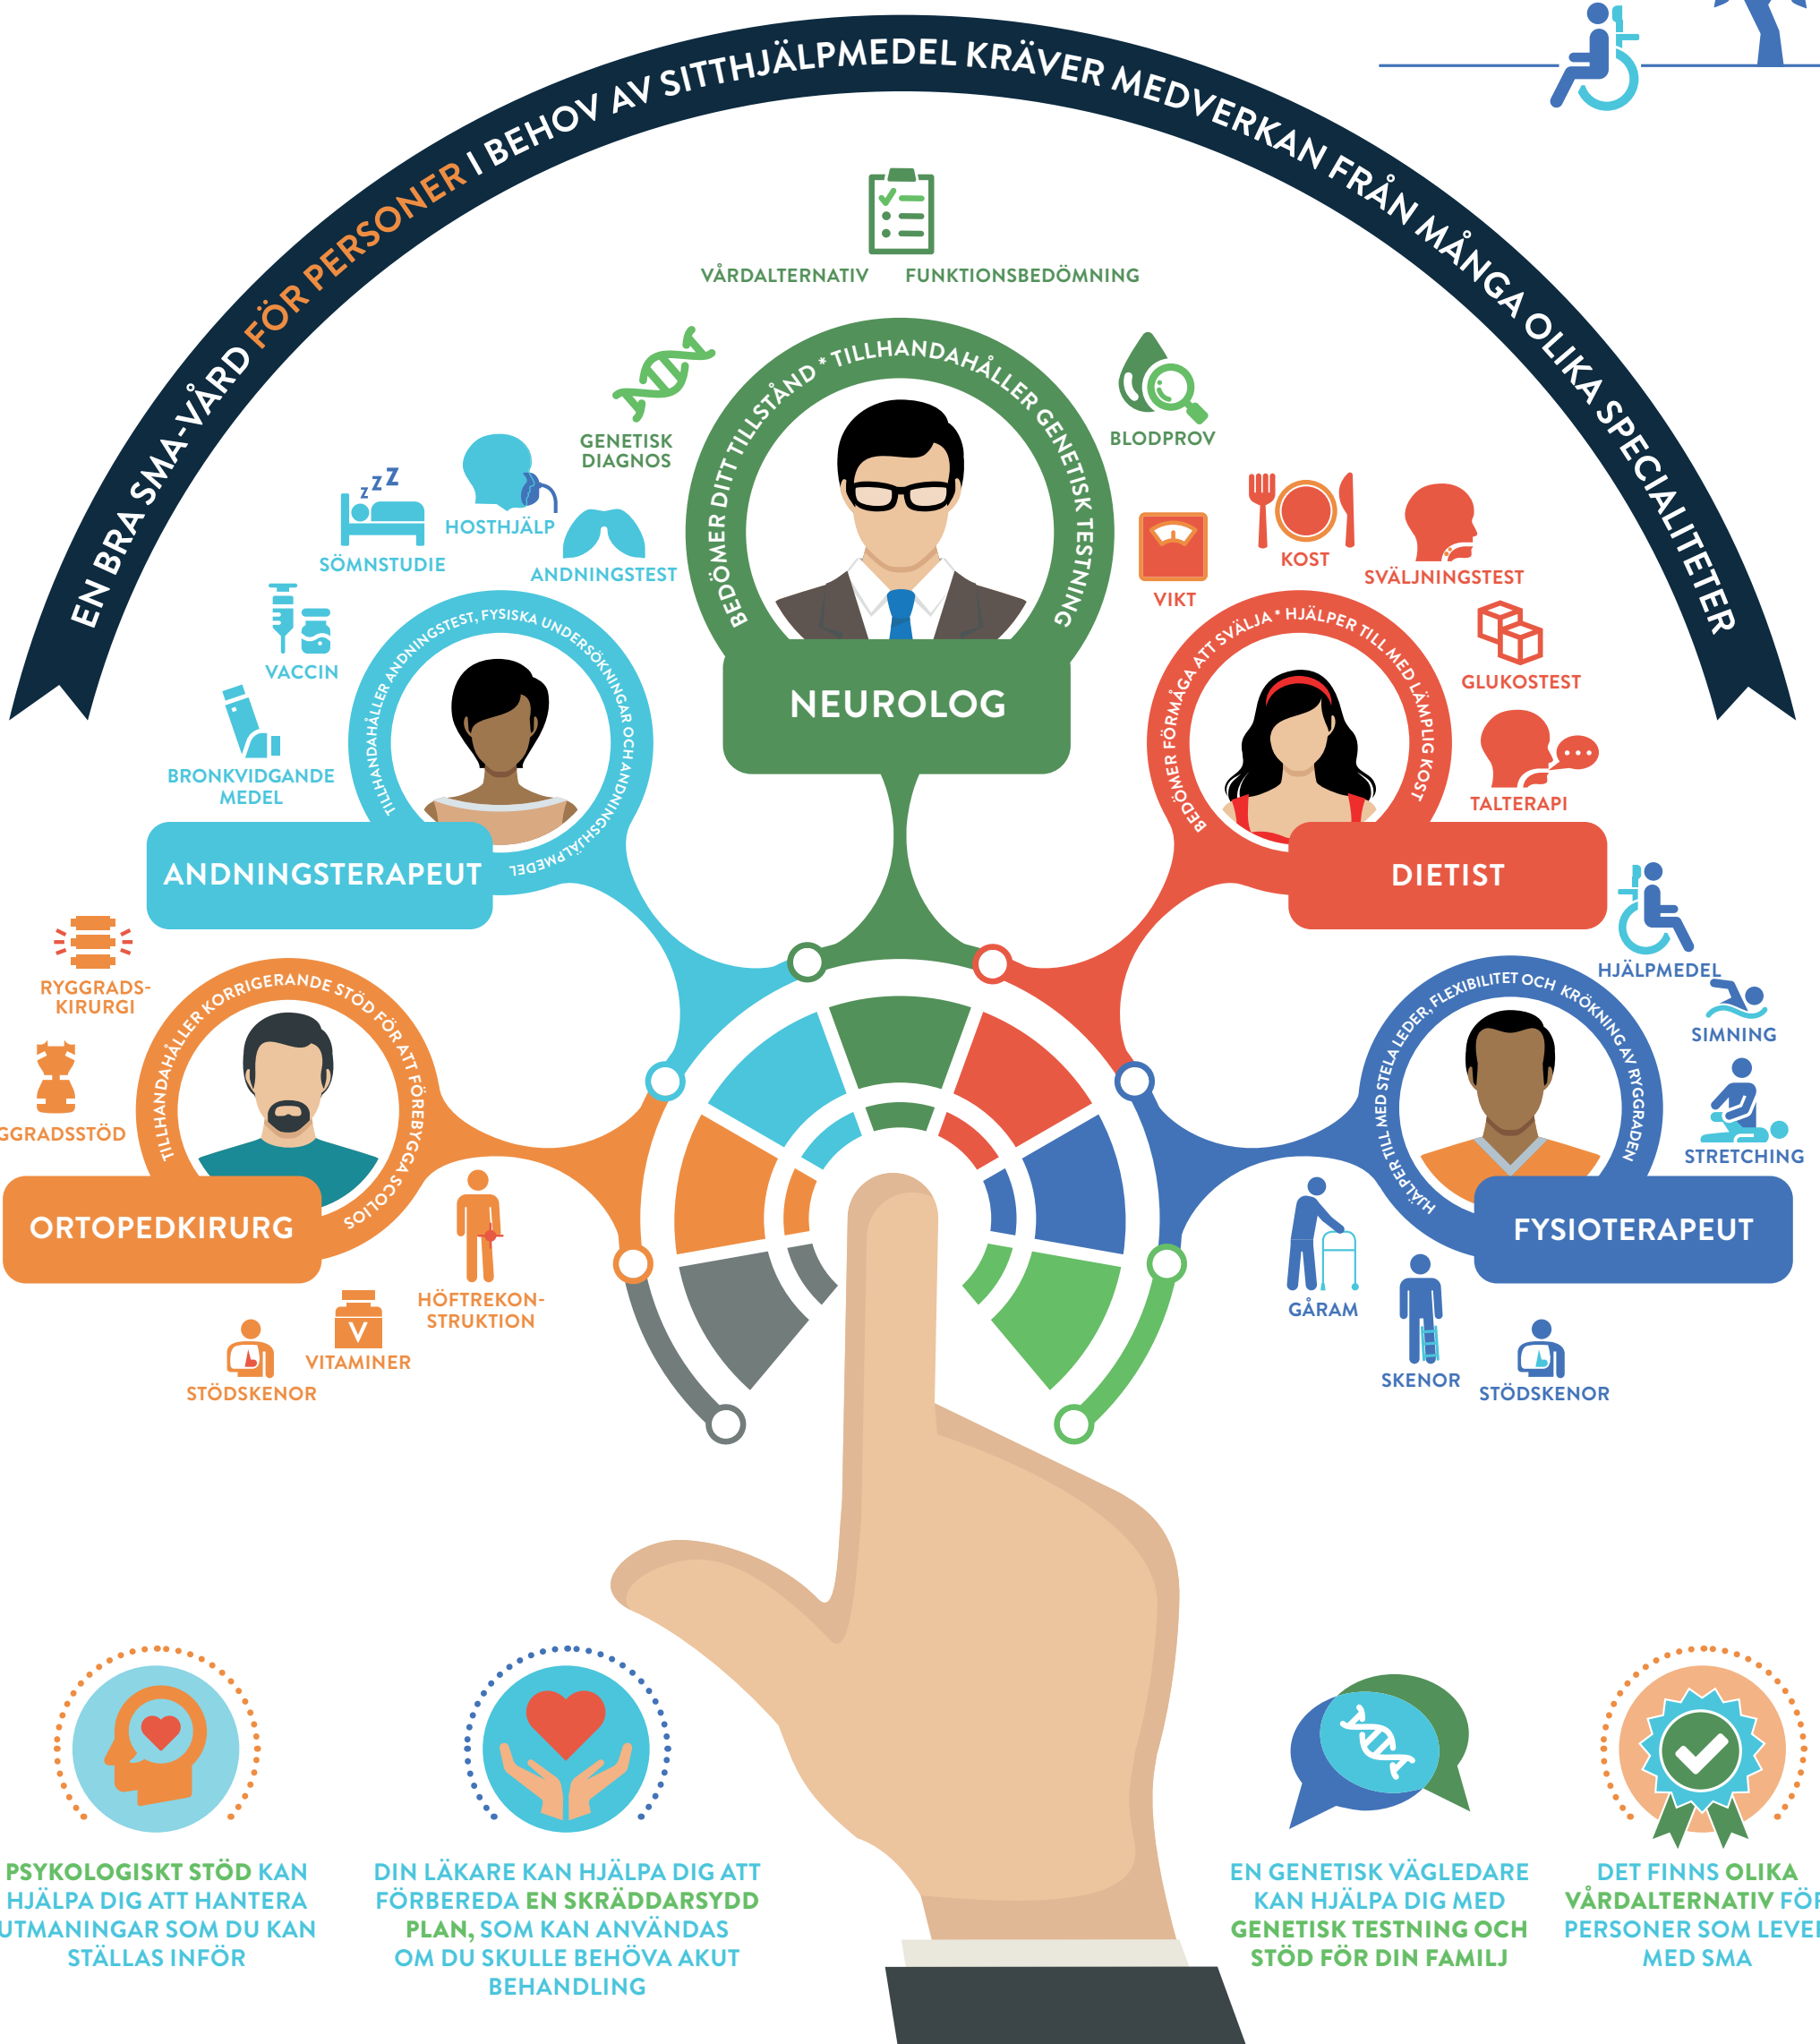 EN BRA SMA-VÅRD FÖR PERSONER I BEHOV AV SITTHJÄLPMEDEL KRÄVER MEDVERKAN FRÅN MÅNGA OLIKA SPECIALITETER
VÅRDALTERNATIV
FUNKTIONSBEDÖMNING
GENETISK
DIAGNOS
BLODPROV
BEDÖMER DITT TILLSTÅND * TILLHANDAHÅLLER GENETISK TESTNING
NEUROLOG
HOSTHJÄLP
SÖMNSTUDIE
ZZZ
ANDNINGSTEST
VACCIN
BRONKVIDGANDE
MEDEL
TILLHANDAHÅLLER ANDNINGSTEST, FYSISKA UNDERSÖKNINGAR OCH ANDNINGSHJÄLPMEDEL
ANDNINGSTERAPEUT
VIKT
KOST
SVÄLJNINGSTEST
GLUKOSTEST
TALTERAPI
BEDÖMER FÖRMÅGA ATT SVÄLJA * HJÄLPER TILL MED LÄMPLIG KOST
DIETIST
RYGGRADS-
KIRURGI
GGRADSSTÖD
TILLHANDAHÅLLER KORRIGERANDE STÖD FÖR ATT FÖREBYGGA SCOLIOS
ORTOPEDKIRURG
HÖFTREKON-
STRUKTION
V
VITAMINER
STÖDSKENOR
HJÄLPMEDEL
SIMNING
STRETCHING
HJÄLPER TILL MED STELA LEDER, FLEXIBILITET OCH KRÖKNING AV RYGGRADEN
FYSIOTERAPEUT
GÅRAM
SKENOR
STÖDSKENOR
PSYKOLOGISKT STÖD KAN
HJÄLPA DIG ATT HANTERA
UTMANINGAR SOM DU KAN
STÄLLAS INFÖR
DIN LÄKARE KAN HJÄLPA DIG ATT
FÖRBEREDA EN SKRÄDDARSYDD
PLAN, SOM KAN ANVÄNDAS
OM DU SKULLE BEHÖVA AKUT
BEHANDLING
EN GENETISK VÄGLEDARE
KAN HJÄLPA DIG MED
GENETISK TESTNING OCH
STÖD FÖR DIN FAMILJ
DET FINNS OLIKA
VÅRDALTERNATIV FÖR
PERSONER SOM LEVER
MED SMA